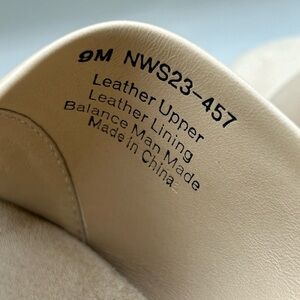 9M NWS23-457
Leather Upper
Leather Lining
Balance Man Made
Made in China